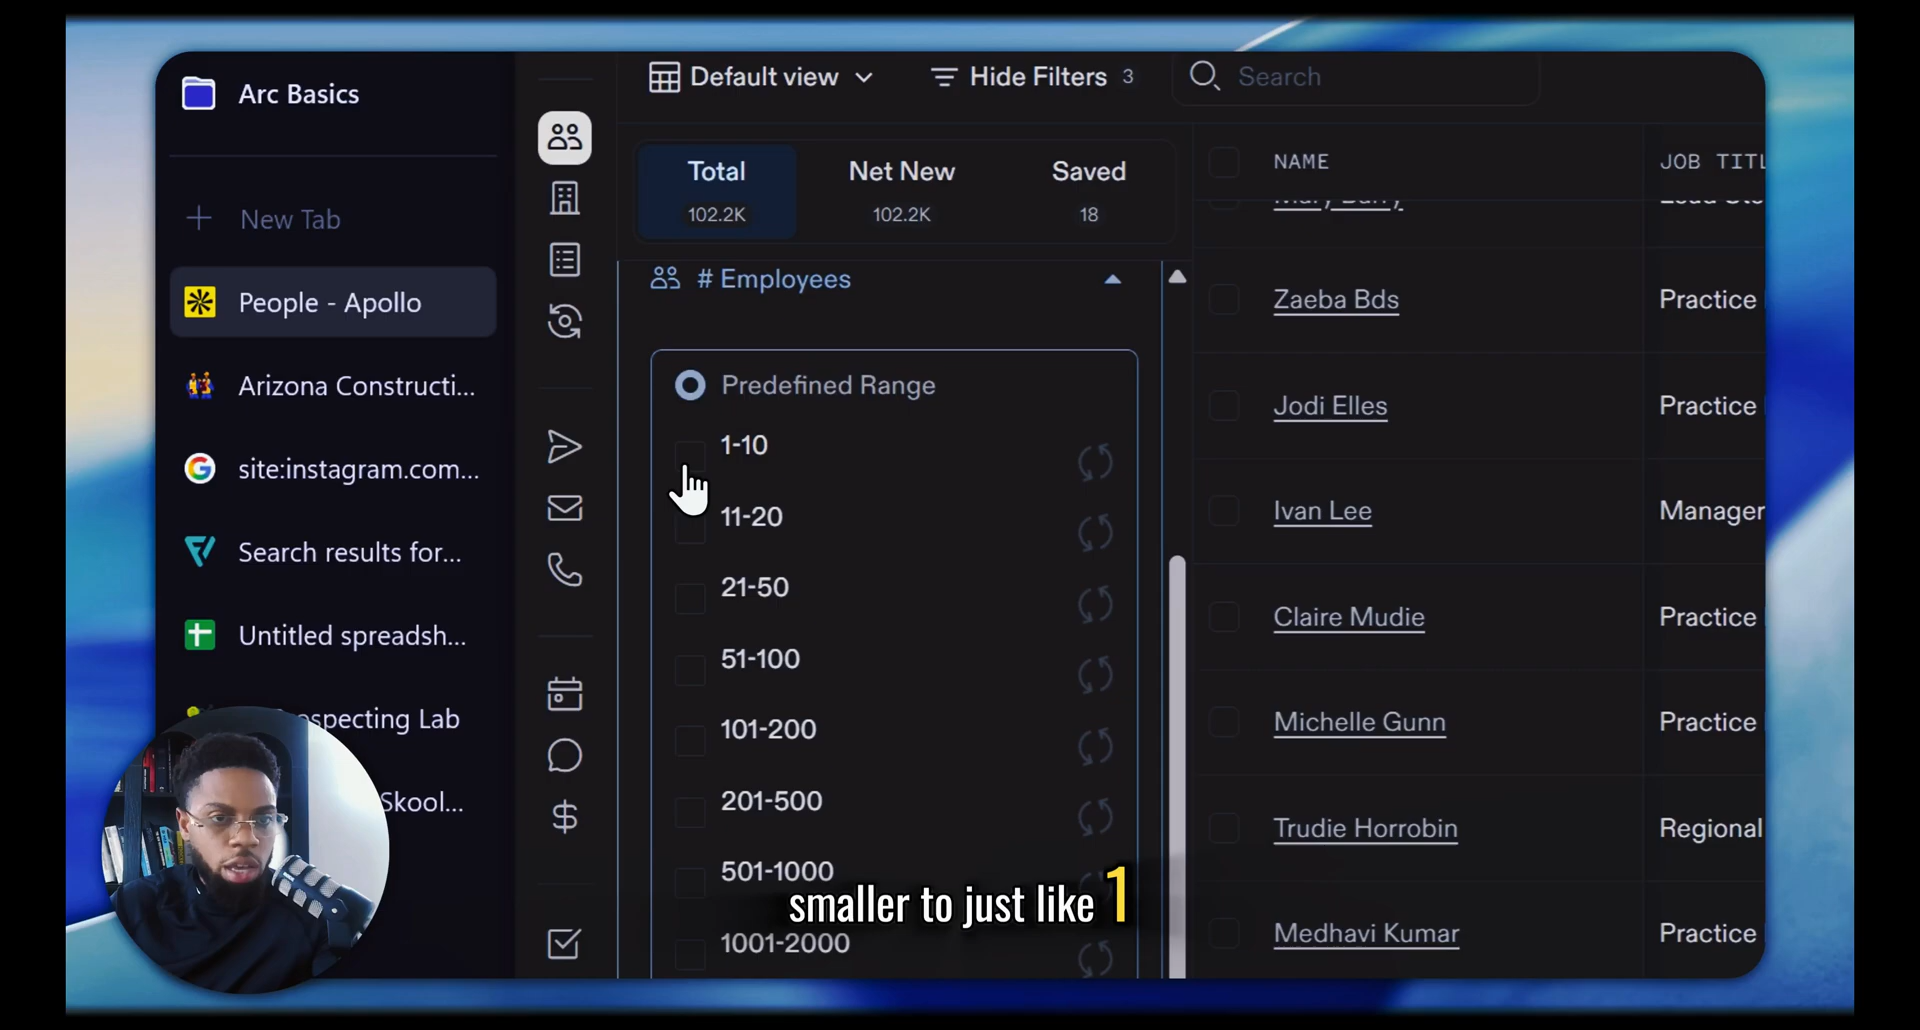 Arc Basics
New Tab
People - Apollo
Arizona Constructi...
site:instagram.com...
Search results for...
Untitled spreadsh...
specting Lab
Skool...
Default view
Hide Filters 3
Search
Total
102.2K
Net New
102.2K
Saved
18
# Employees
Predefined Range
1-10
11-20
21-50
51-100
101-200
201-500
501-1000
1001-2000
NAME
JOB TITL
Mary Barry
Zaeba Bds
Practice
Jodi Elles
Practice
Ivan Lee
Manager
Claire Mudie
Practice
Michelle Gunn
Practice
Trudie Horrobin
Regional
Medhavi Kumar
Practice
smaller to just like 1